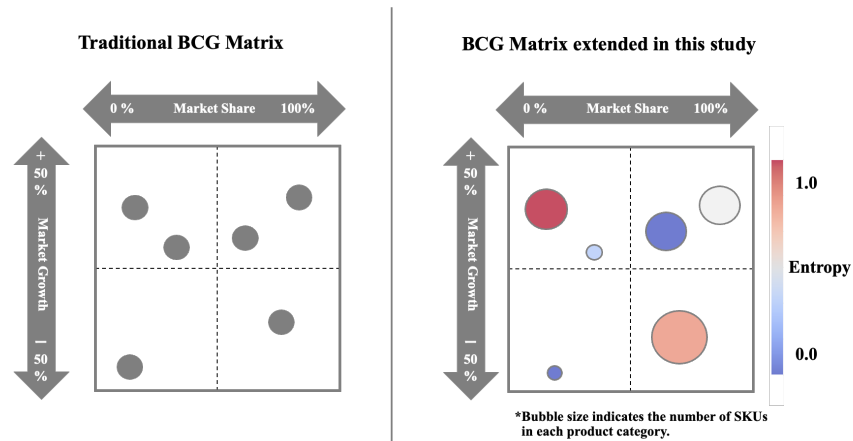 Traditional BCG Matrix
0 % Market Share 100%
+
50
%
Market Growth
–
50
%
BCG Matrix extended in this study
0 % Market Share 100%
+
50
%
Market Growth
–
50
%
1.0
Entropy
0.0
*Bubble size indicates the number of SKUs
in each product category.